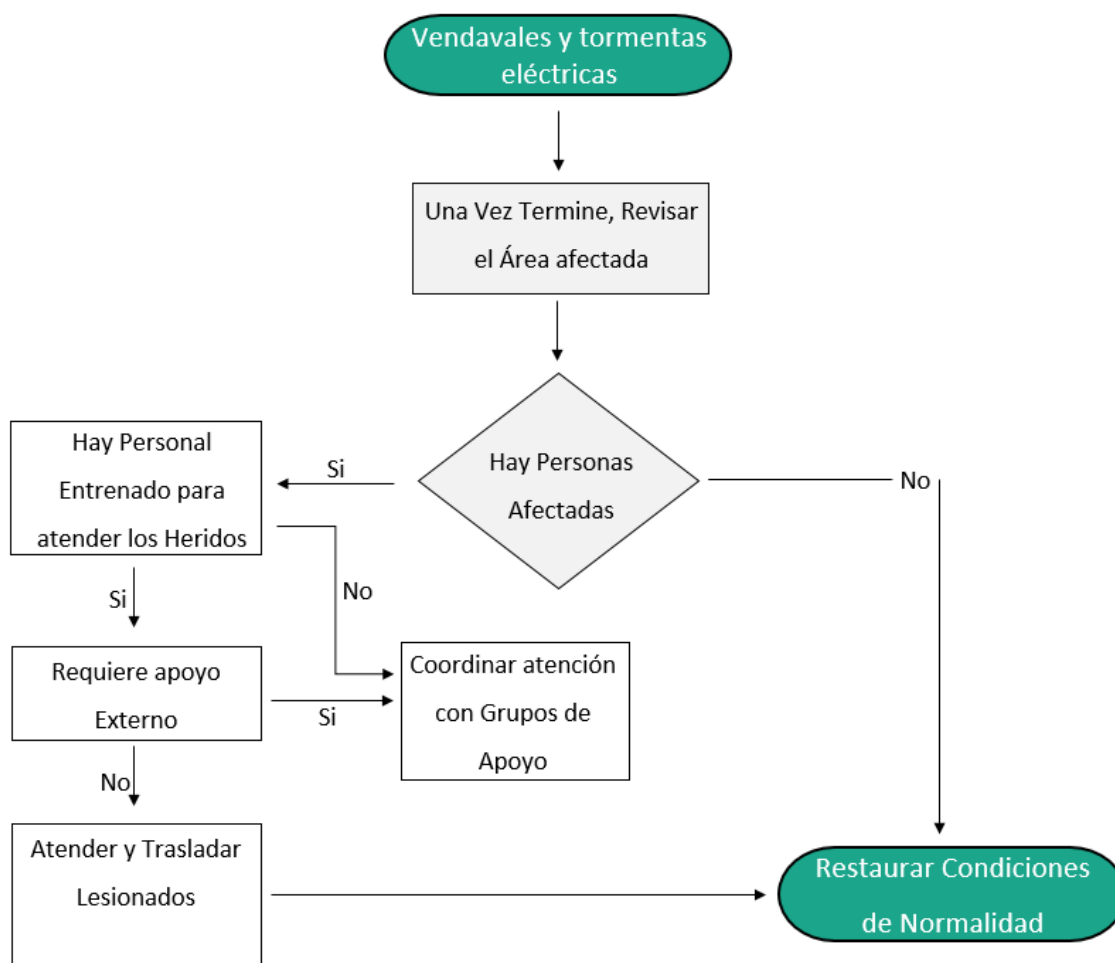 Vendavales y tormentas
eléctricas
Una Vez Termine, Revisar
el Área afectada
Hay Personas
Afectadas
Si
No
Hay Personal
Entrenado para
atender los Heridos
Si
No
Requiere apoyo
Externo
Si
No
Coordinar atención
con Grupos de
Apoyo
Atender y Trasladar
Lesionados
Restaurar Condiciones
de Normalidad